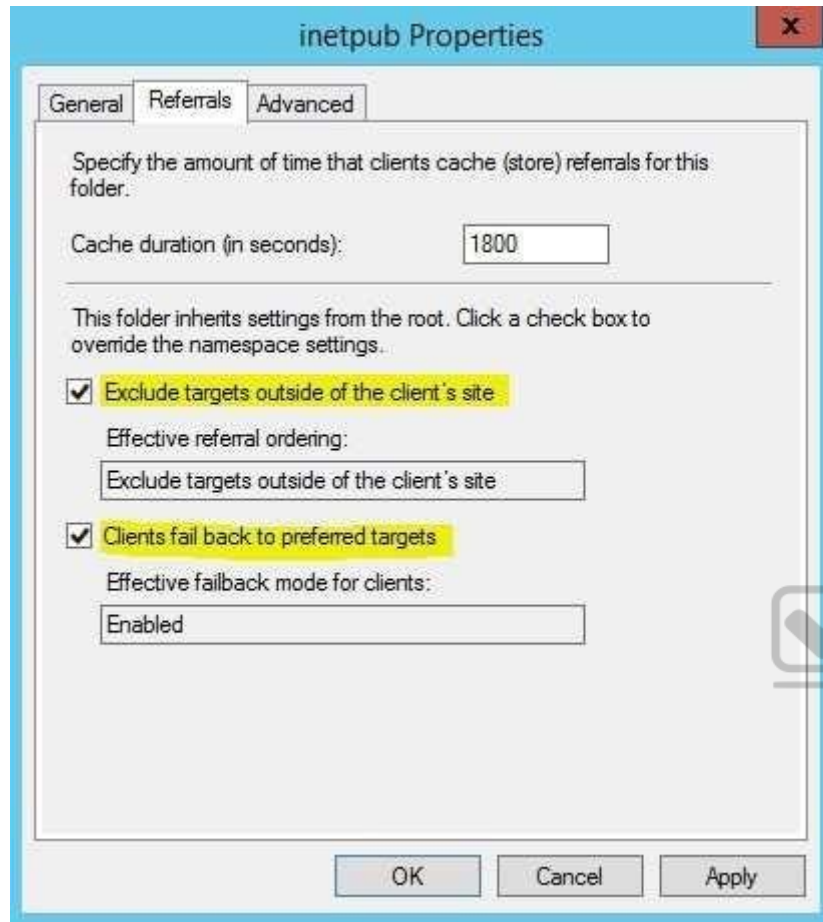 inetpub Properties
x
General Referrals Advanced
Specify the amount of time that clients cache (store) referrals for this
folder.
Cache duration (in seconds): 1800
This folder inherits settings from the root. Click a check box to
override the namespace settings.
Exclude targets outside of the client's site
Effective referral ordering:
Exclude targets outside of the client's site
Clients fail back to preferred targets
Effective failback mode for clients:
Enabled
OK Cancel Apply